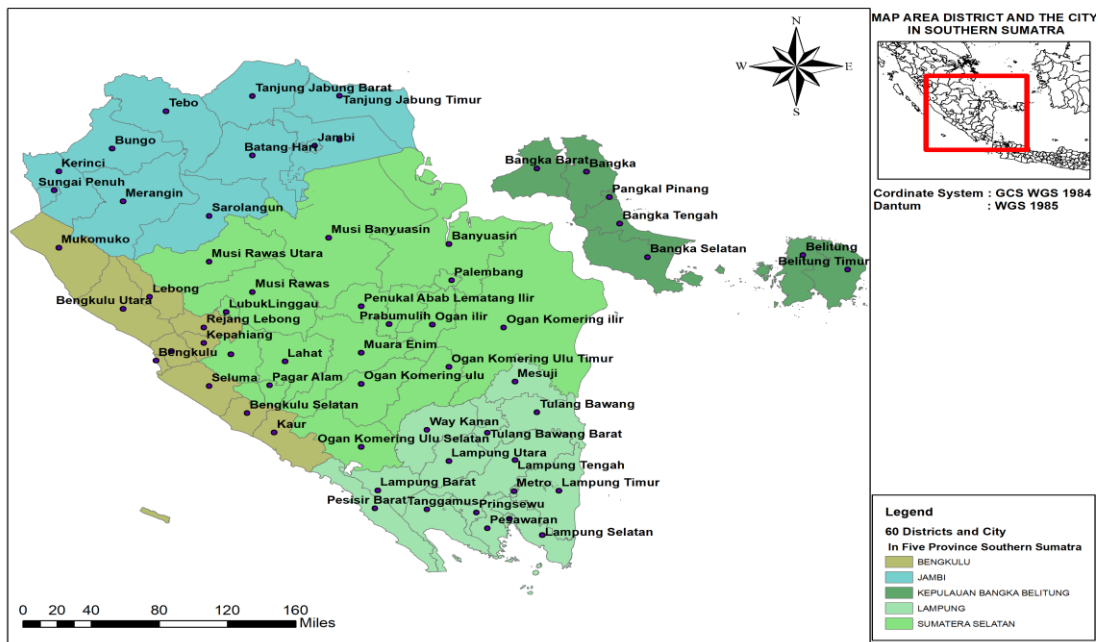 MAP AREA DISTRICT AND THE CITY
IN SOUTHERN SUMATRA
N
W
E
S
Cordinate System : GCS WGS 1984
Dantum : WGS 1985
Tanjung Jabung Barat
Tanjung Jabung Timur
Tebo
Bungo
Jambi
Batang Hari
Kerinci
Sungai Penuh
Merangin
Sarolangun
Bangka Barat
Bangka
Pangkal Pinang
Bangka Tengah
Bangka Selatan
Belitung
Belitung Timur
Mukomuko
Musi Banyuasin
Banyuasin
Musi Rawas Utara
Palembang
Lebong
Musi Rawas
Bengkulu Utara
LubukLinggau
Penukal Abab Lematang Ilir
Rejang Lebong
Prabumulih
Ogan ilir
Ogan Komering ilir
Kepahiang
Bengkulu
Lahat
Muara Enim
Ogan Komering Ulu Timur
Mesuji
Seluma
Pagar Alam
Ogan Komering ulu
Bengkulu Selatan
Tulang Bawang
Kaur
Way Kanan
Ogan Komering Ulu Selatan
Tulang Bawang Barat
Lampung Utara
Lampung Tengah
Lampung Barat
Metro
Lampung Timur
Pesisir Barat
Tanggamus
Pringsewu
Pesawaran
Lampung Selatan
0 20 40 80 120 160
Miles
Legend
60 Districts and City
In Five Province Southern Sumatra
BENGKULU
JAMBI
KEPULAUAN BANGKA BELITUNG
LAMPUNG
SUMATERA SELATAN